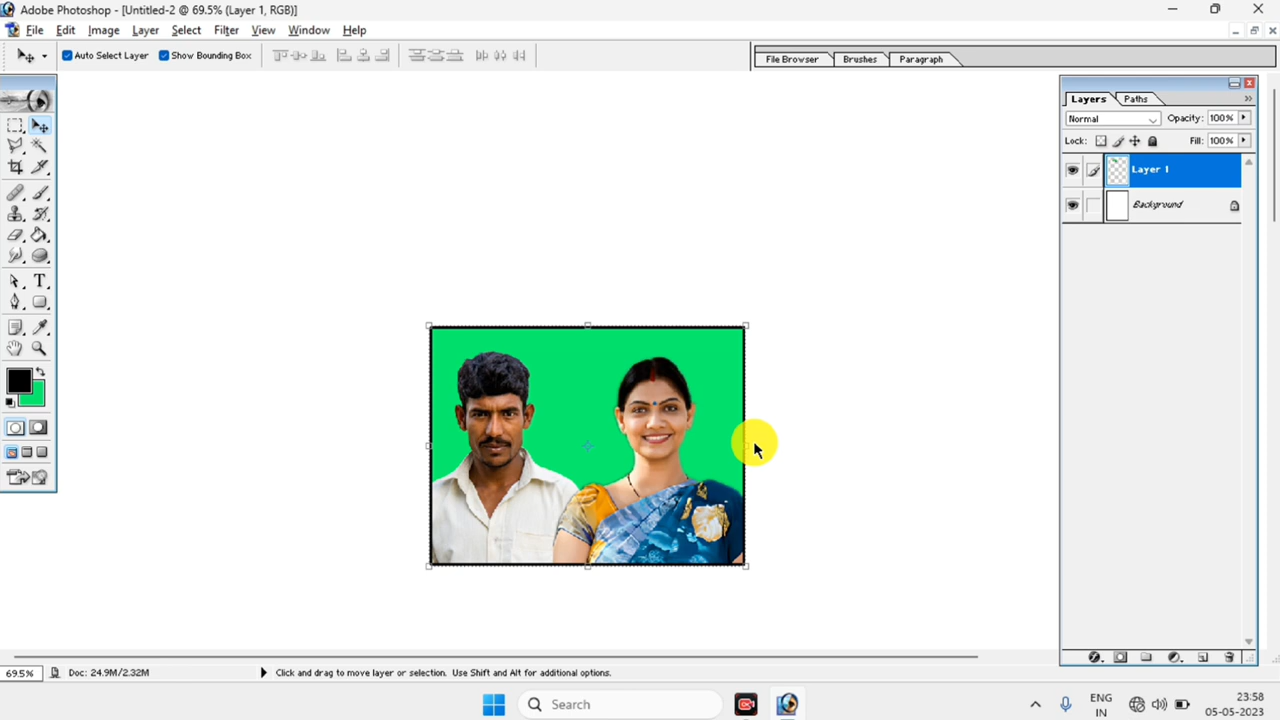 Adobe Photoshop - [Untitled-2 @ 69.5% (Layer 1, RGB)]
File Edit Image Layer Select Filter View Window Help
Auto Select Layer Show Bounding Box
File Browser Brushes Paragraph
Layers Paths
Normal Opacity: 100%
Lock: Fill: 100%
Layer 1
Background
T
69.5% Doc: 24.9M/2.32M Click and drag to move layer or selection. Use Shift and Alt for additional options.
Search
ENG
IN
23:58
05-05-2023